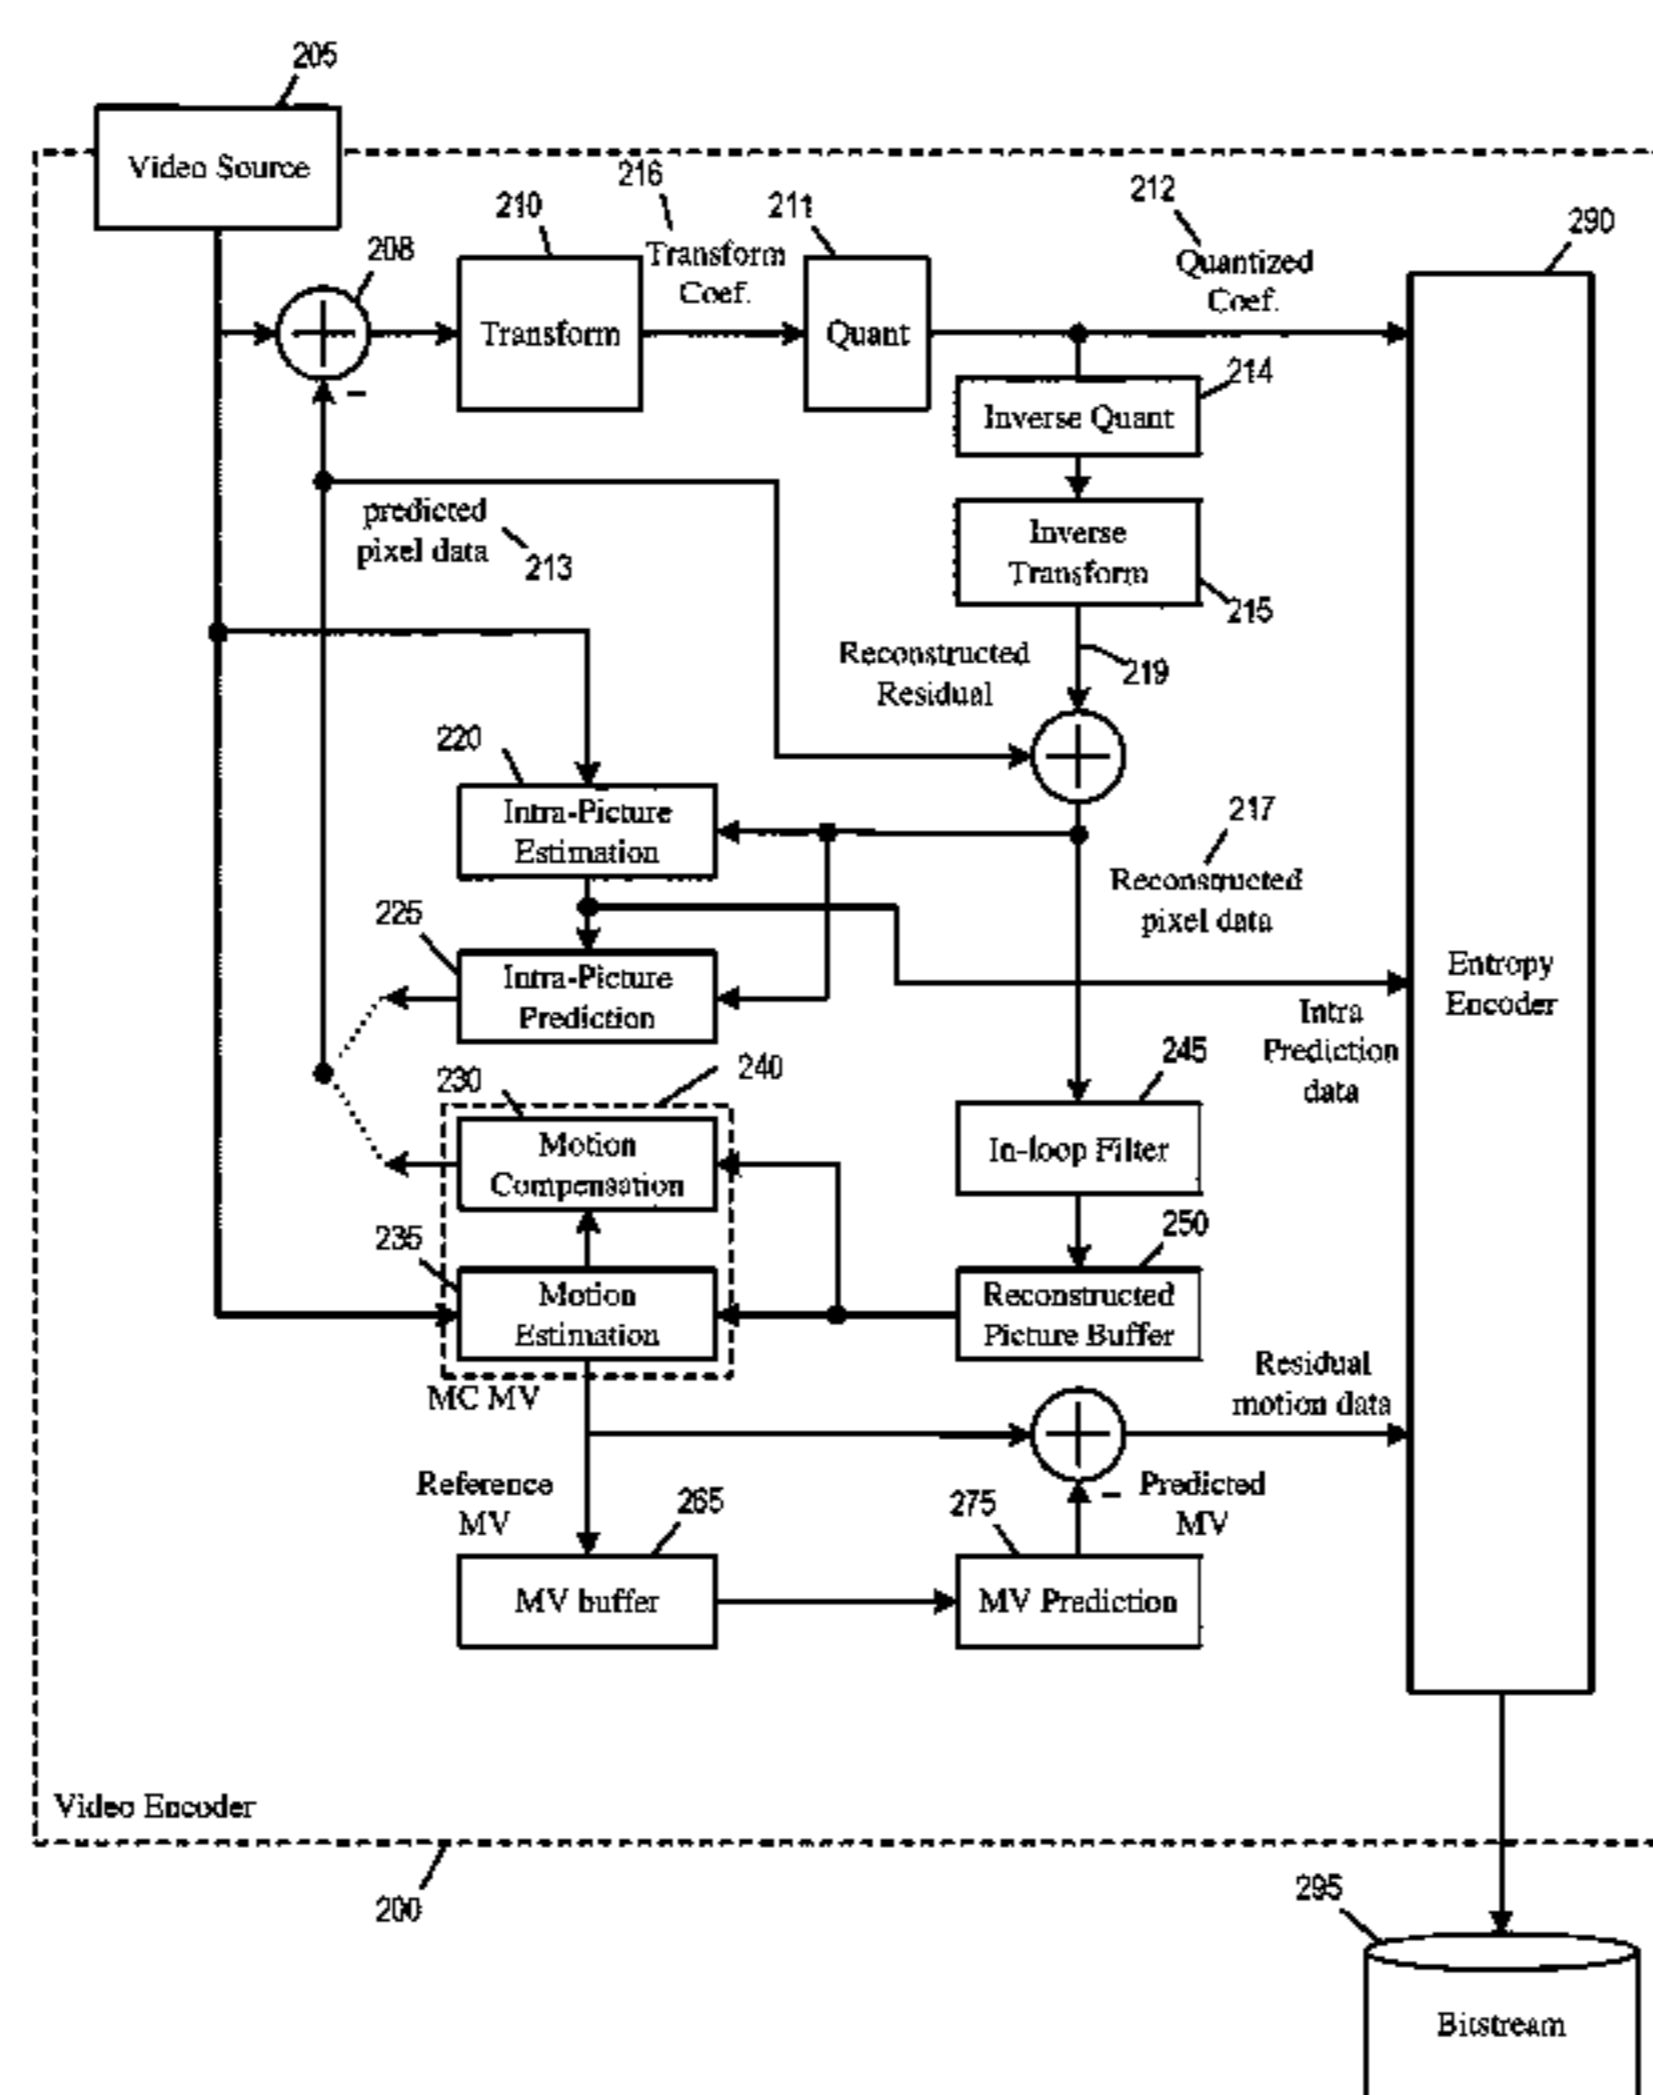 205
Video Source
208
210
216
Transform
Coef.
211
212
Quantized
Coef.
290
Transform
Quant
214
Inverse Quant
–
predicted
pixel data
213
Inverse
Transform
215
Reconstructed
Residual
219
220
Intra-Picture
Estimation
217
Reconstructed
pixel data
225
Intra-Picture
Prediction
Entropy
Encoder
Intra
Prediction
data
230
240
245
Motion
Compensation
In-loop Filter
235
250
Motion
Estimation
Reconstructed
Picture Buffer
MC MV
Residual
motion data
Reference
MV
265
275
–
Predicted
MV
MV buffer
MV Prediction
Video Encoder
200
295
Bitstream